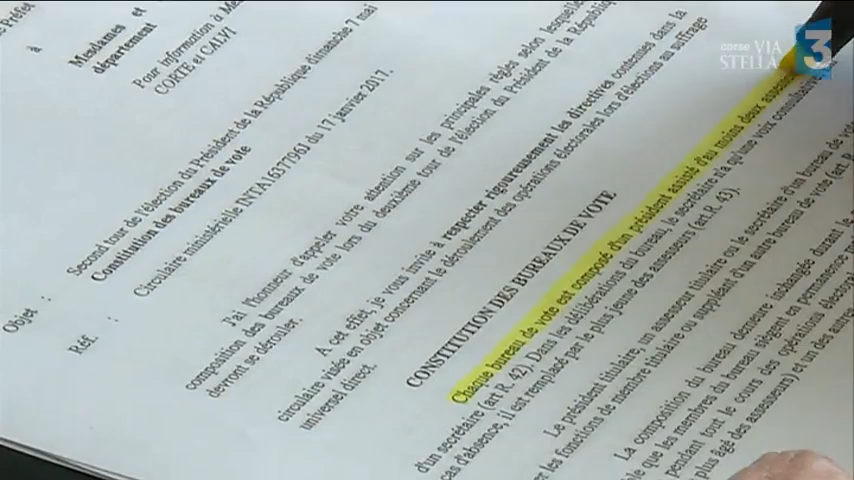 Préfet
à
Mesdames et
département
Pour information à
CORTE et CALVI
Objet :
Second tour de l'élection du Président de la République dimanche 7 mai
Constitution des bureaux de vote
Réf. :
Circulaire ministérielle INTA1637796J du 17 janvier 2017.
J'ai l'honneur d'appeler votre attention sur les principales règles selon lesquelles
composition des bureaux de vote lors du deuxième tour de l'élection du Président de la République
devront se dérouler.
A cet effet, je vous invite à respecter rigoureusement les directives contenues dans la
circulaire visée en objet concernant le déroulement des opérations électorales lors d'élections au suffrage
universel direct.
CONSTITUTION DES BUREAUX DE VOTE
Chaque bureau de vote est composé d'un président assisté d'au moins deux
d'un secrétaire (art R. 42). Dans les délibérations du bureau, le secrétaire n'a qu'une voix consultative
cas d'absence, il est remplacé par le plus jeune des assesseurs (art R. 43).
Le président titulaire, un assesseur titulaire ou le secrétaire d'un bureau de vote
les fonctions de membre titulaire ou suppléant d'un autre bureau de vote (art. R.
La composition du bureau demeure inchangée durant
que les membres du bureau siègent en permanence
pendant tout le cours des opérations
plus âgé des assesseurs) et un des autres
corse VIA
STELLA 3